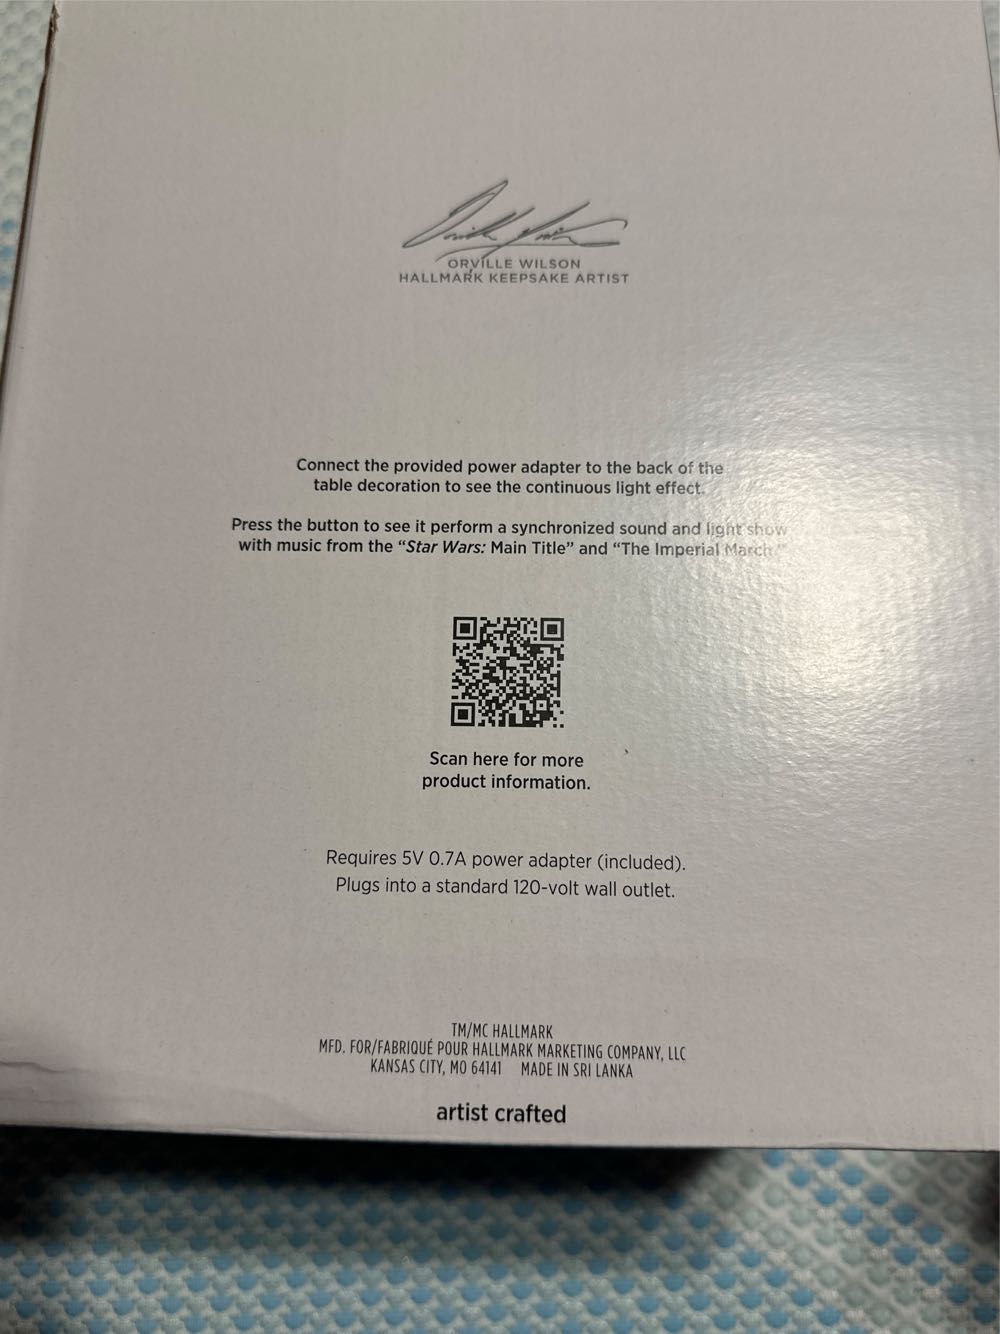 ORVILLE WILSON
HALLMARK KEEPSAKE ARTIST
Connect the provided power adapter to the back of the
table decoration to see the continuous light effect.
Press the button to see it perform a synchronized sound and light show
with music from the “Star Wars: Main Title” and “The Imperial March.”
Scan here for more
product information.
Requires 5V 0.7A power adapter (included).
Plugs into a standard 120-volt wall outlet.
TM/MC HALLMARK
MFD. FOR/FABRIQUÉ POUR HALLMARK MARKETING COMPANY, LLC
KANSAS CITY, MO 64141 MADE IN SRI LANKA
artist crafted